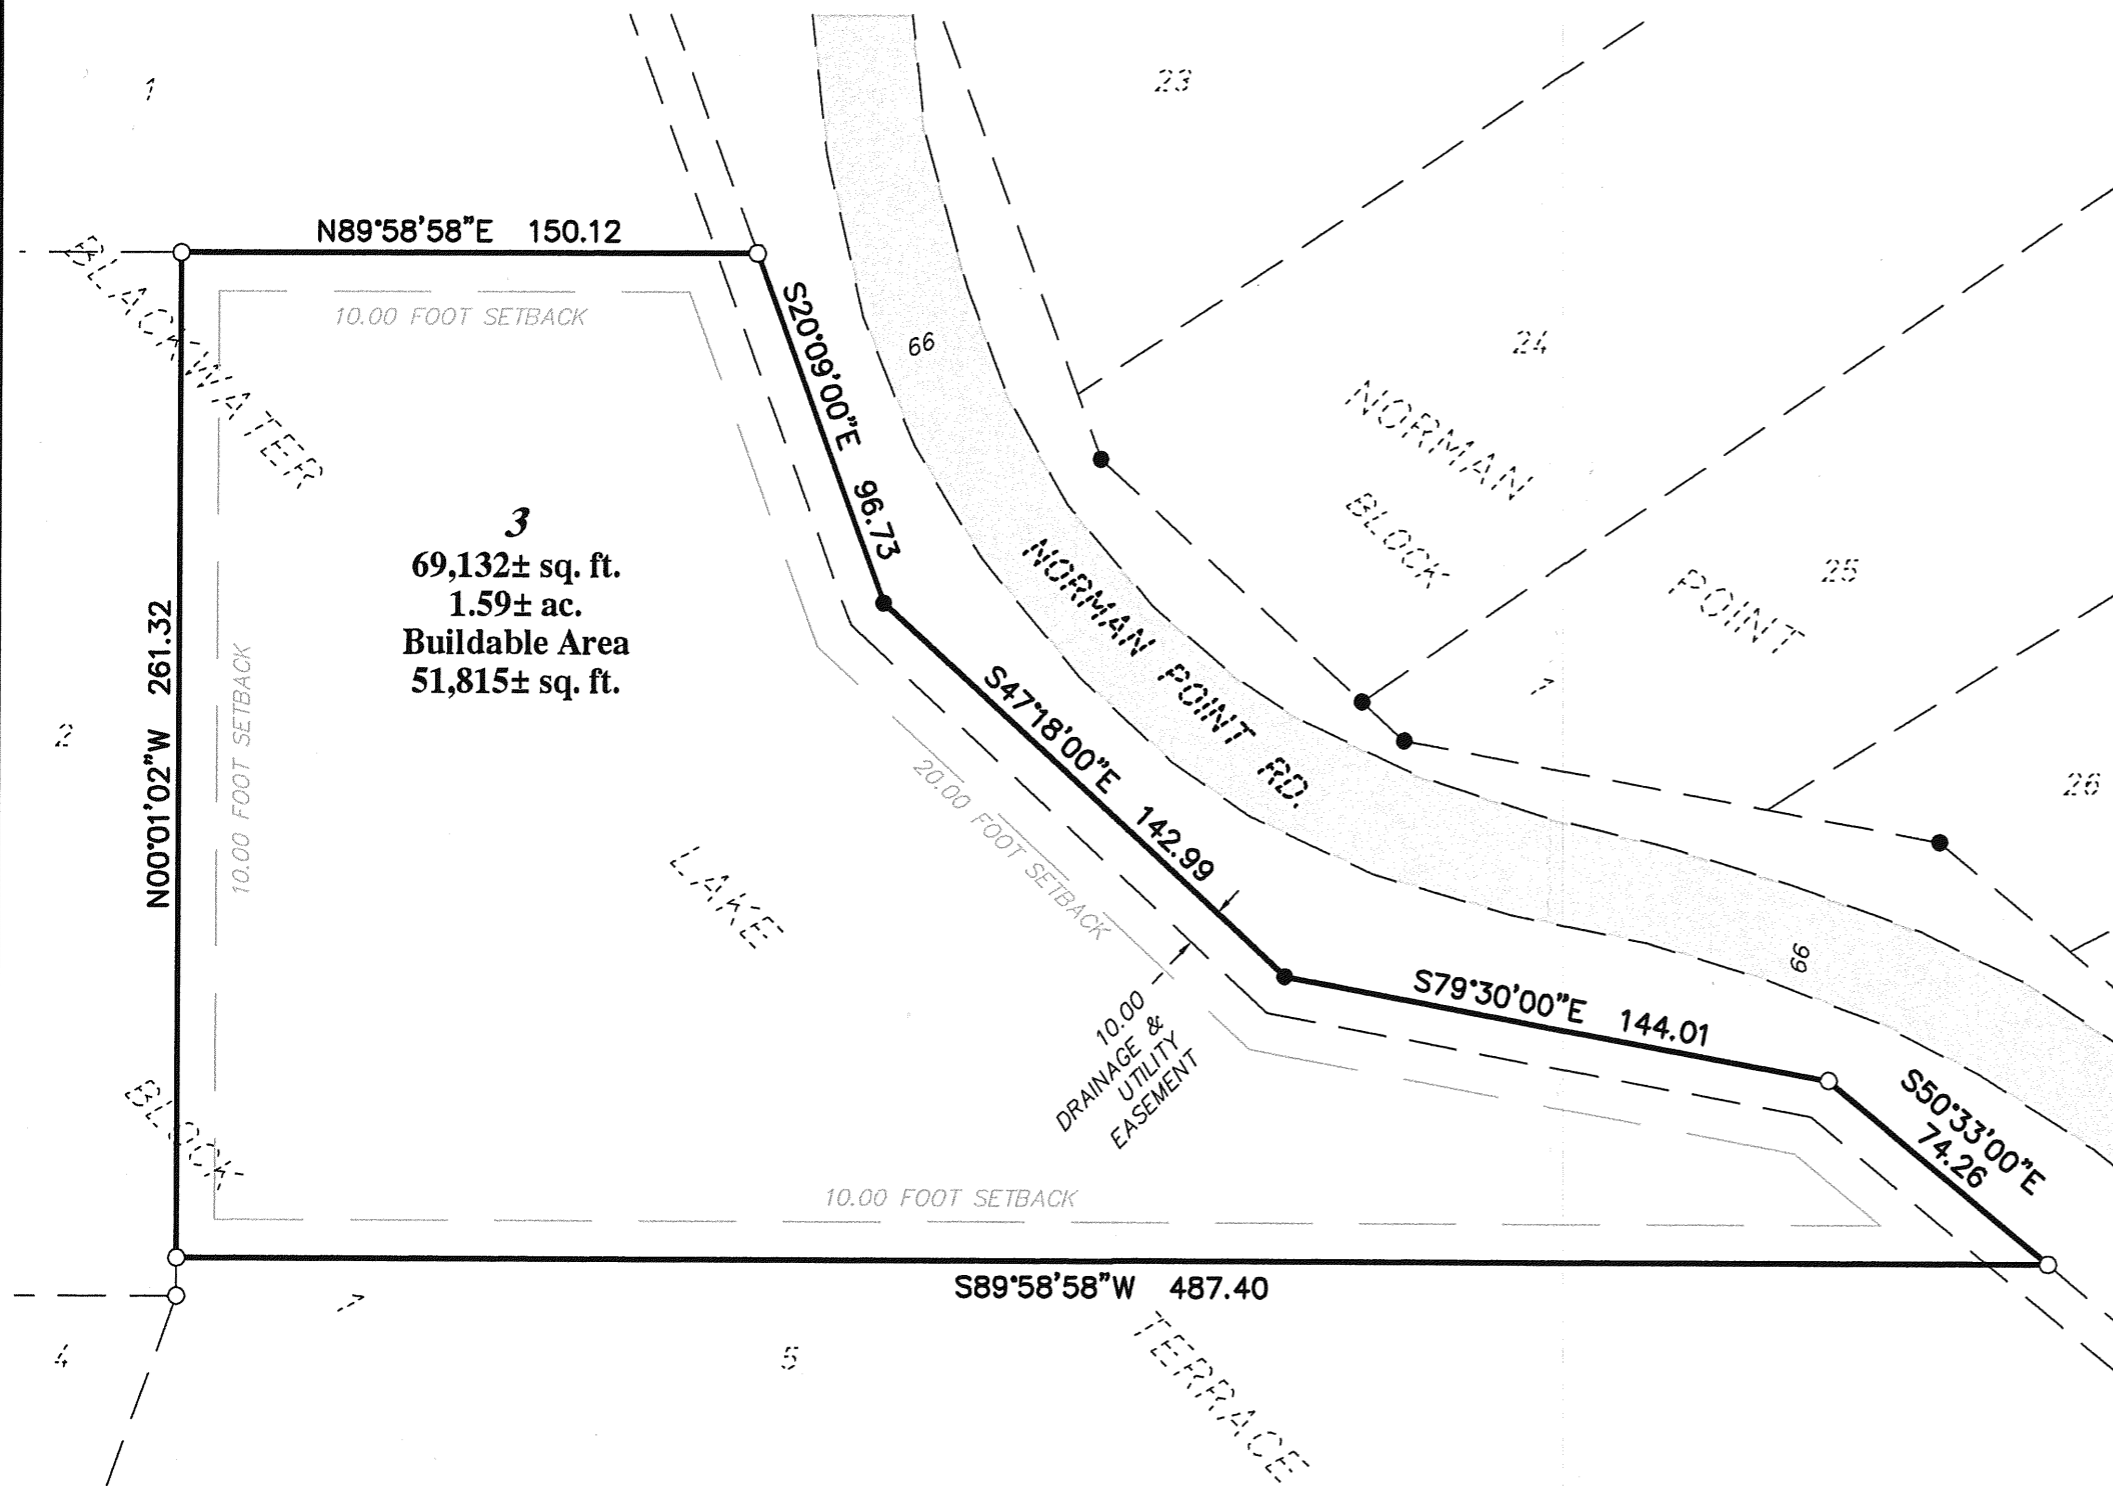 1
23
N89°58'58"E 150.12
BLACKWATER
10.00 FOOT SETBACK
S20°09'00"E 96.73
66
24
NORMAN
BLOCK
POINT
25
1
26
3
69,132± sq. ft.
1.59± ac.
Buildable Area
51,815± sq. ft.
NORMAN POINT RD.
N00°01'02"W 261.32
10.00 FOOT SETBACK
2
S47°18'00"E 142.99
20.00 FOOT SETBACK
LAKE
66
S79°30'00"E 144.01
10.00
DRAINAGE &
UTILITY
EASEMENT
S50°33'00"E
74.26
BLOCK
10.00 FOOT SETBACK
S89°58'58"W 487.40
1
4
5
TERRACE